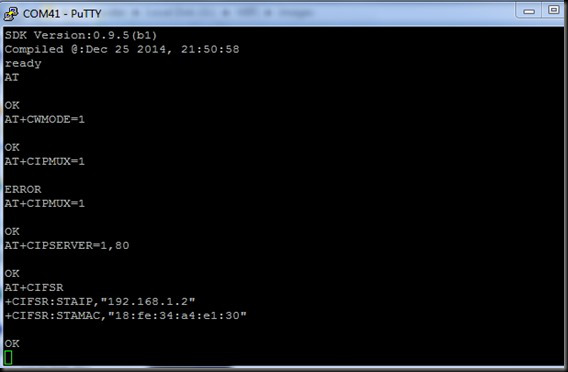 COM41 - PuTTY
SDK Version:0.9.5(b1)
Compiled @:Dec 25 2014, 21:50:58
ready
AT
OK
AT+CWMODE=1
OK
AT+CIPMUX=1
ERROR
AT+CIPMUX=1
OK
AT+CIPSERVER=1,80
OK
AT+CIFSR
+CIFSR:STAIP,"192.168.1.2"
+CIFSR:STAMAC,"18:fe:34:a4:e1:30"
OK